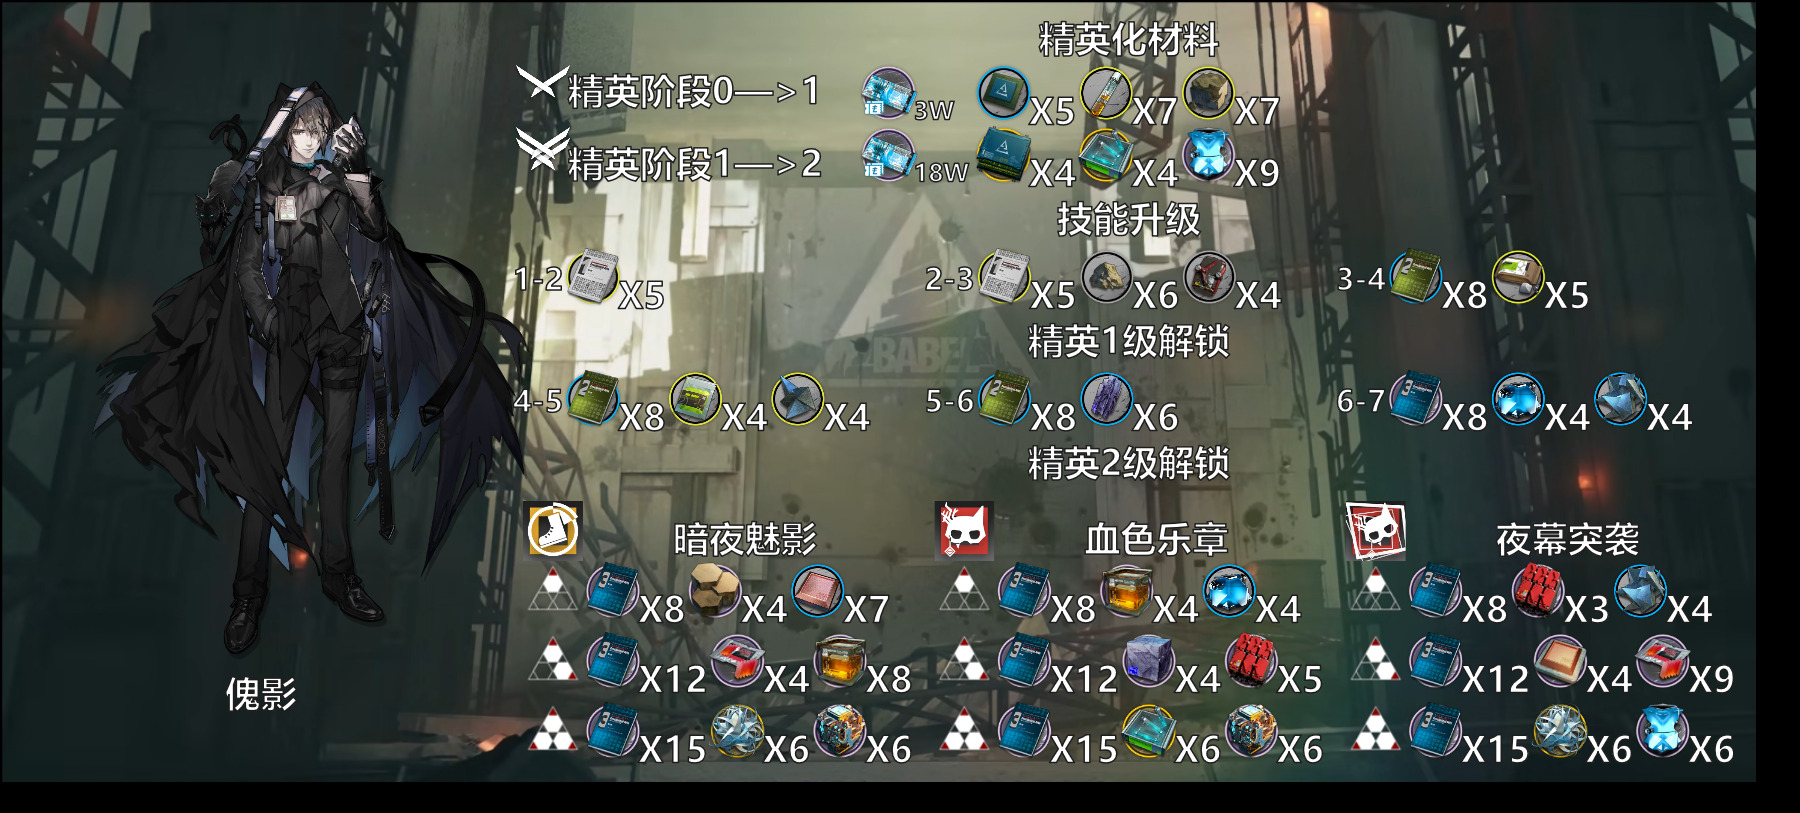 精英化材料
精英阶段0—>1 3W X5 X7 X7
精英阶段1—>2 18W X4 X4 X9
技能升级
1-2 X5 2-3 X5 X6 X4 3-4 X8 X5
BABEL
精英1级解锁
4-5 X8 X4 X4 5-6 X8 X6 6-7 X8 X4 X4
精英2级解锁
暗夜魅影 血色乐章 夜幕突袭
X8 X4 X7 X8 X4 X4 X8 X3 X4
X12 X4 X8 X12 X4 X5 X12 X4 X9
X15 X6 X6 X15 X6 X6 X15 X6 X6
傀影